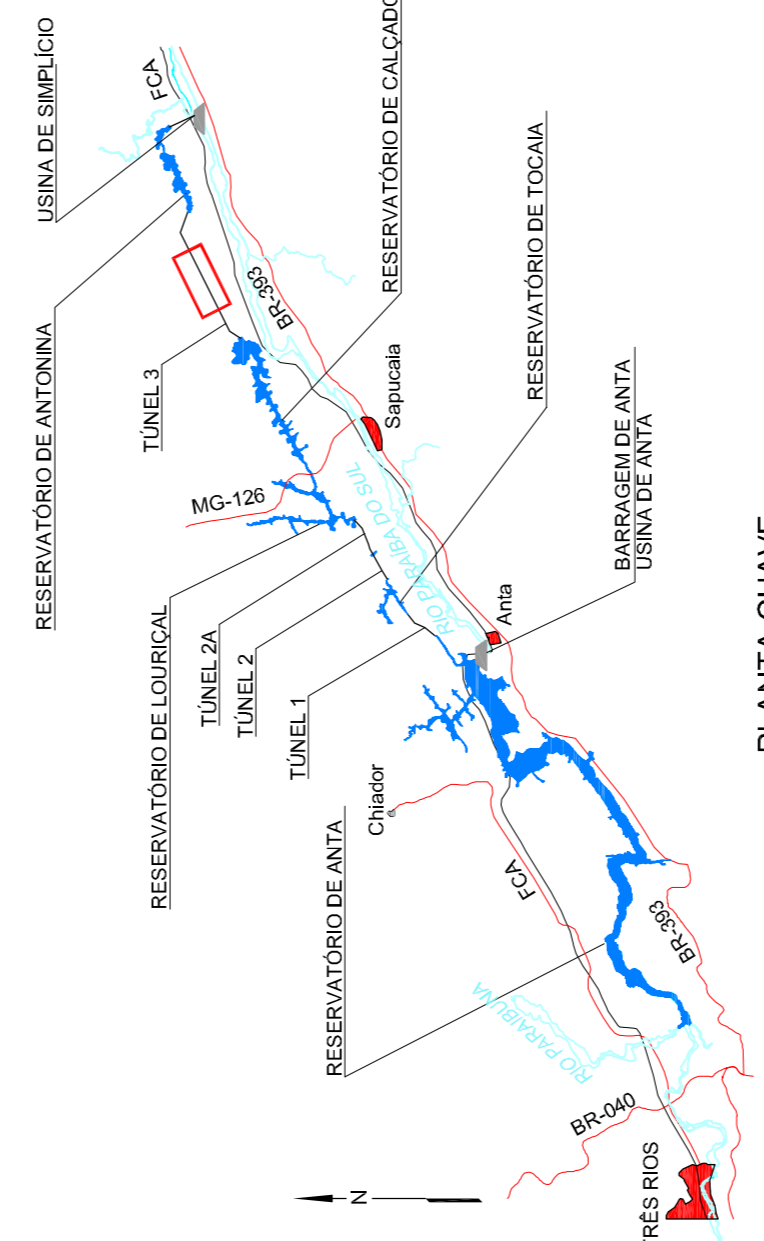 USINA DE SIMPLÍCIO
FCA
RESERVATÓRIO DE CALÇADO
RESERVATÓRIO DE ANTONINA
TÚNEL 3
BR-393
RESERVATÓRIO DE TOCAIA
Sapucaia
MG-126
RIO PARAÍBA DO SUL
RESERVATÓRIO DE LOURIÇAL
TÚNEL 2A
TÚNEL 2
TÚNEL 1
BARRAGEM DE ANTA
USINA DE ANTA
Anta
Chiador
RESERVATÓRIO DE ANTA
FCA
BR-393
RIO PARAIBUNA
BR-040
N
TRÊS RIOS